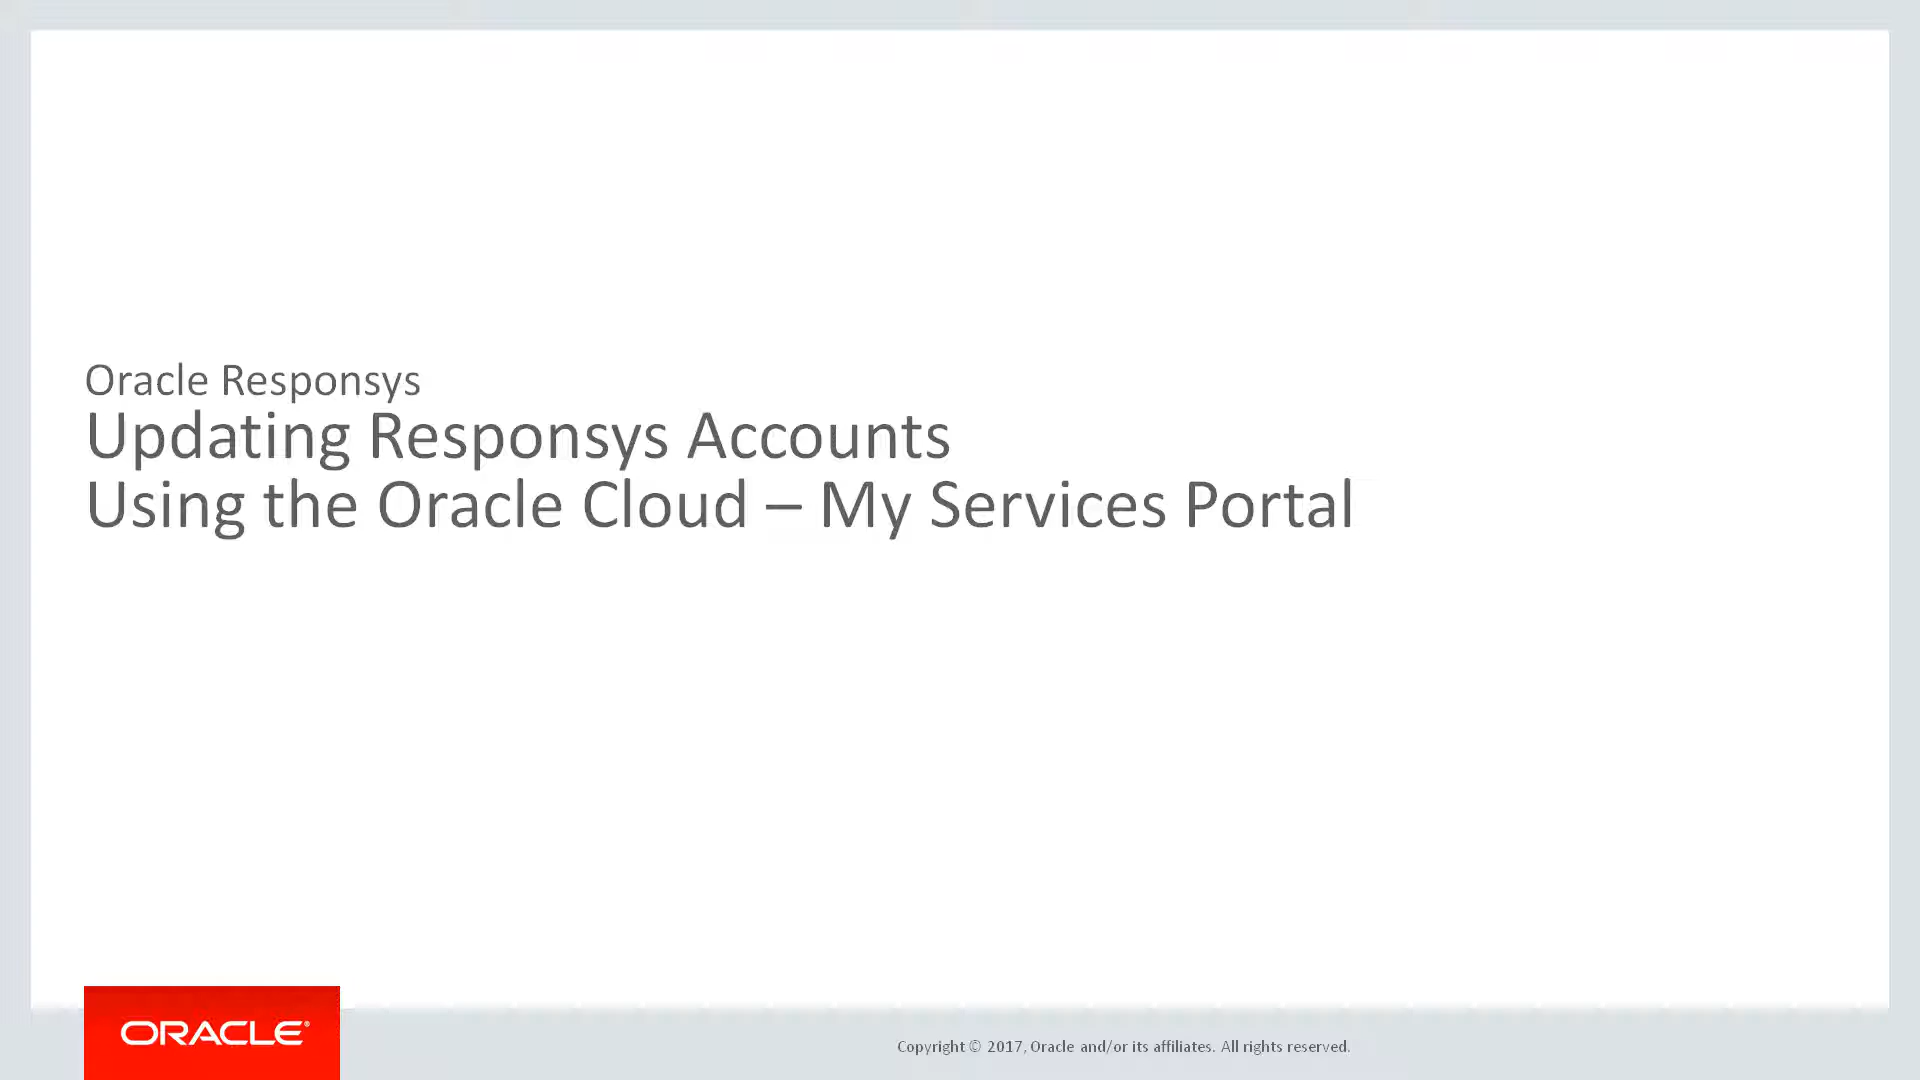 Oracle Responsys
Updating Responsys Accounts
Using the Oracle Cloud – My Services Portal
ORACLE®
Copyright © 2017, Oracle and/or its affiliates. All rights reserved.